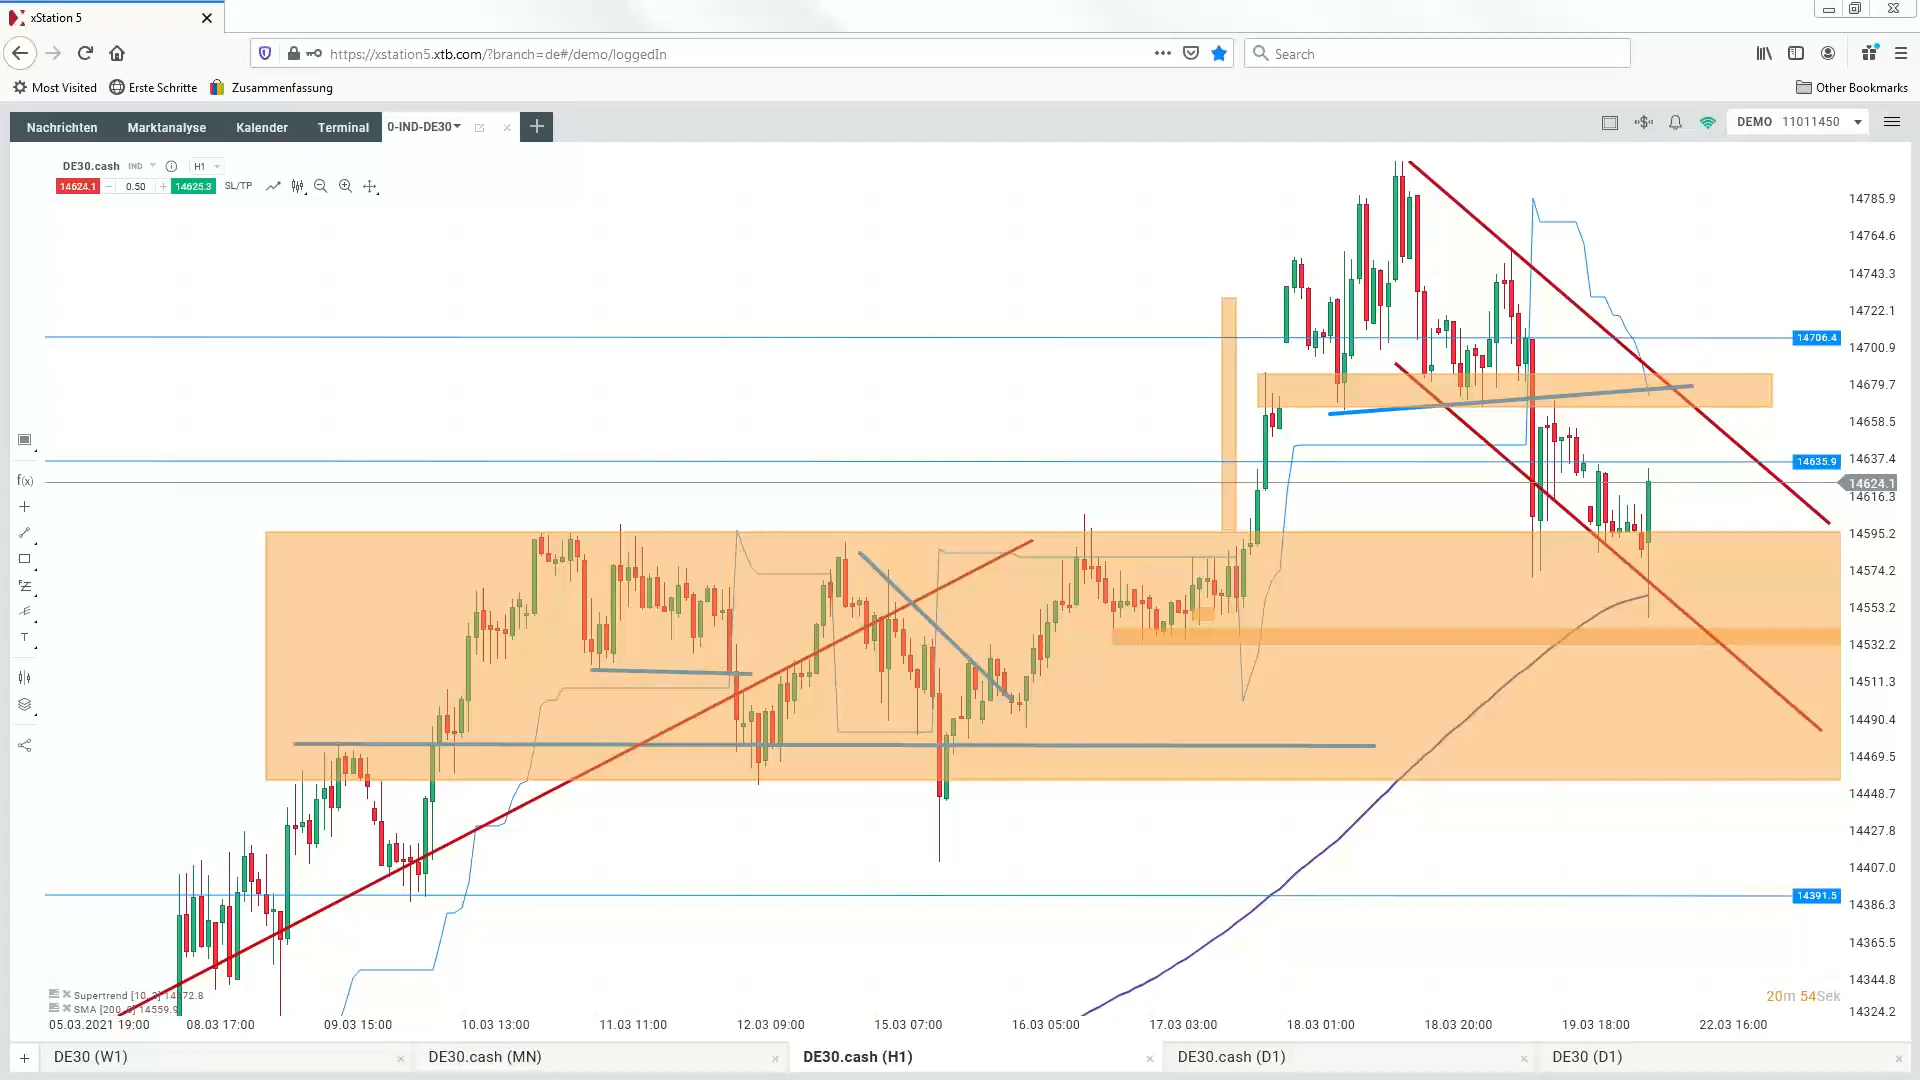 xStation 5
https://xstation5.xtb.com/?branch=de#/demo/loggedIn
Search
Most Visited Erste Schritte Zusammenfassung Other Bookmarks
Nachrichten Marktanalyse Kalender Terminal 0-IND-DE30 DEMO 11011450
DE30.cash IND H1
14624.1 0.50 14625.3 SL/TP
14785.9
14764.6
14743.3
14722.1
14706.4
14700.9
14679.7
14658.5
14637.4
14635.9
14624.1
14616.3
14595.2
14574.2
14553.2
14532.2
14511.3
14490.4
14469.5
14448.7
14427.8
14407.0
14391.5
14386.3
14365.5
14344.8
14324.2
f(x)
T
Supertrend
SMA [200, 14559.9
20m 54Sek
05.03.2021 19:00 08.03 17:00 09.03 15:00 10.03 13:00 11.03 11:00 12.03 09:00 15.03 07:00 16.03 05:00 17.03 03:00 18.03 01:00 18.03 20:00 19.03 18:00 22.03 16:00
DE30 (W1) DE30.cash (MN) DE30.cash (H1) DE30.cash (D1) DE30 (D1)